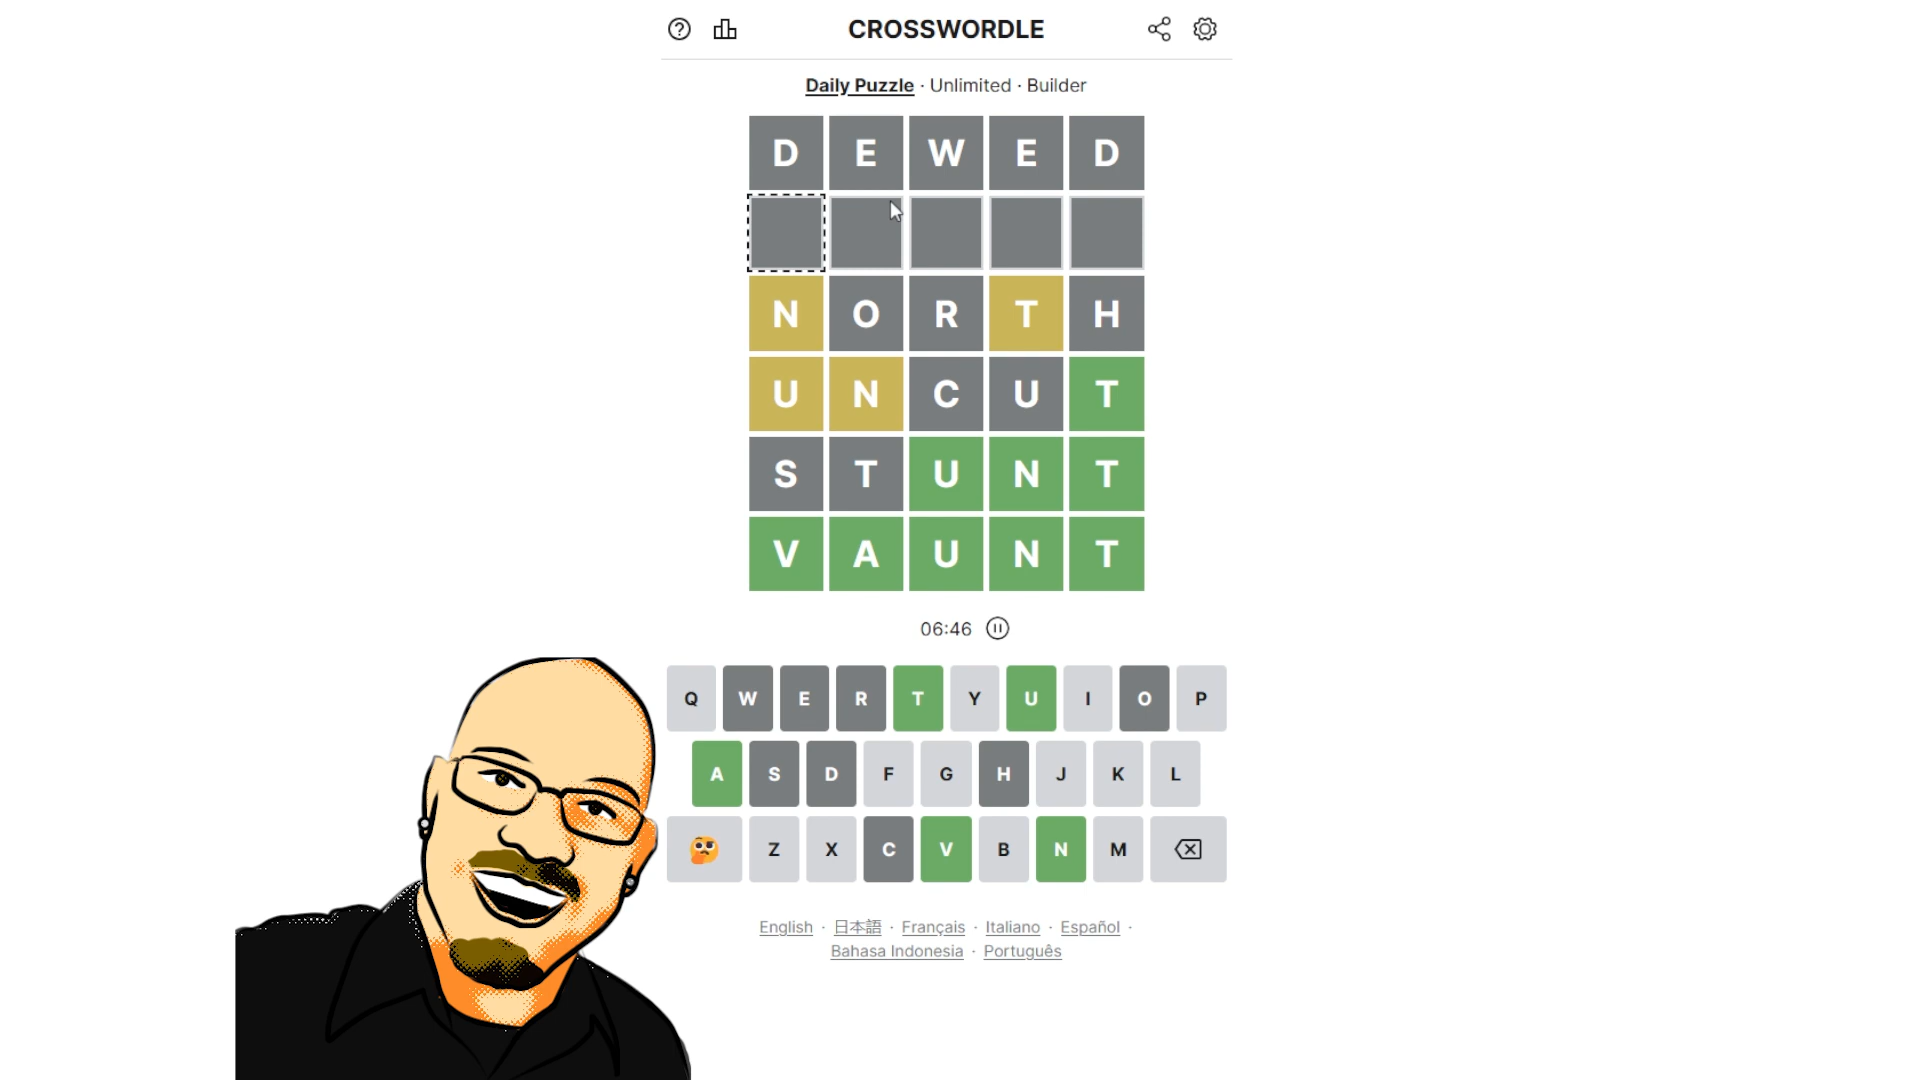 CROSSWORDLE
Daily Puzzle · Unlimited · Builder
D E W E D
N O R T H
U N C U T
S T U N T
V A U N T
06:46
Q W E R T Y U I O P
A S D F G H J K L
Z X C V B N M
English · 日本語 · Français · Italiano · Español ·
Bahasa Indonesia · Português